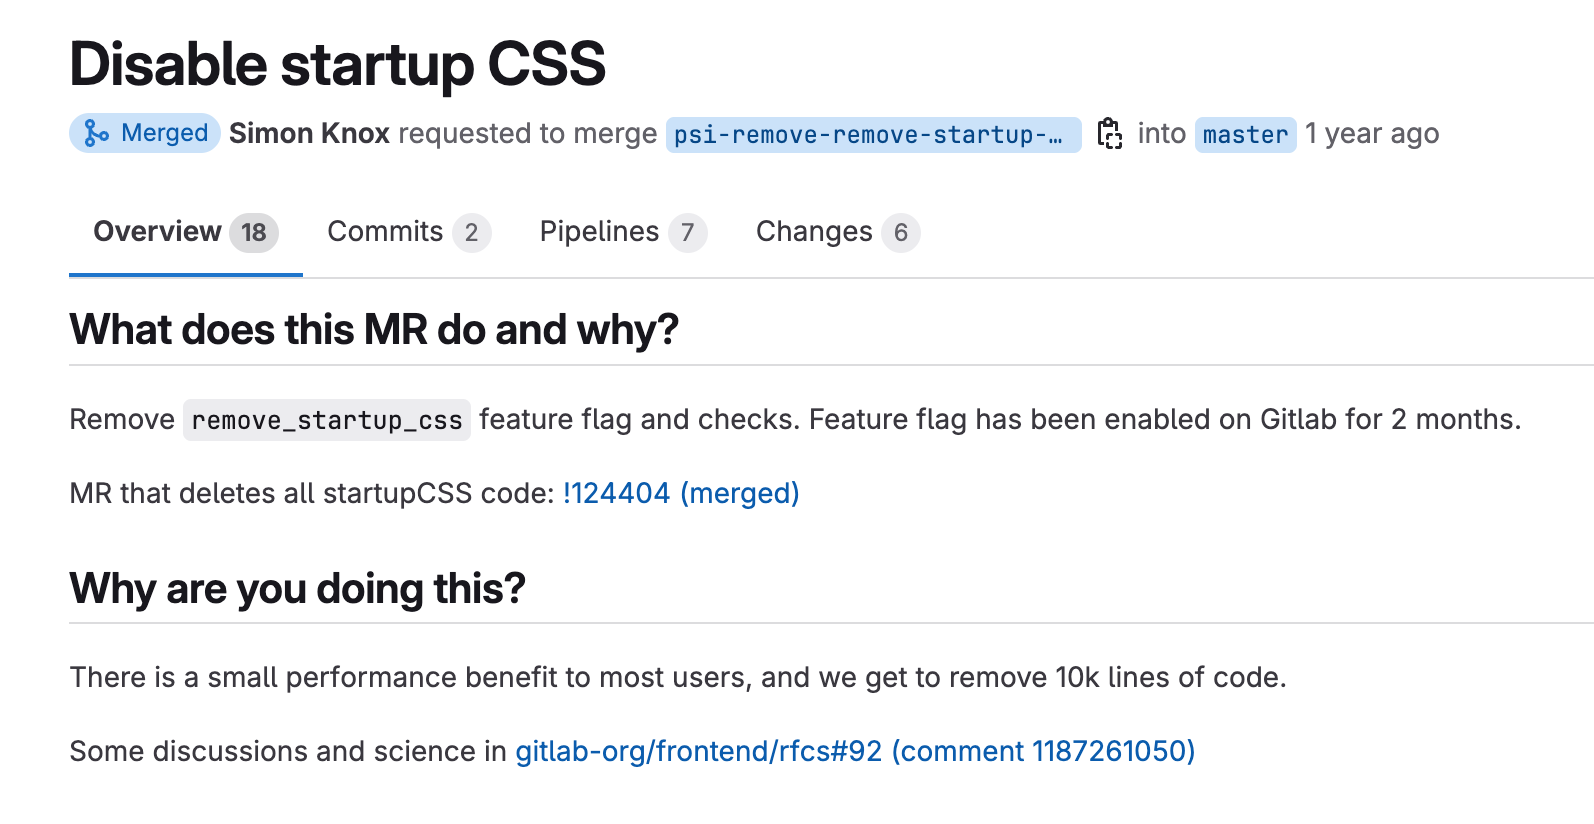 Disable startup CSS
Merged Simon Knox requested to merge psi-remove-remove-startup-… into master 1 year ago
Overview 18 Commits 2 Pipelines 7 Changes 6
What does this MR do and why?
Remove remove_startup_css feature flag and checks. Feature flag has been enabled on Gitlab for 2 months.
MR that deletes all startupCSS code: !124404 (merged)
Why are you doing this?
There is a small performance benefit to most users, and we get to remove 10k lines of code.
Some discussions and science in gitlab-org/frontend/rfcs#92 (comment 1187261050)